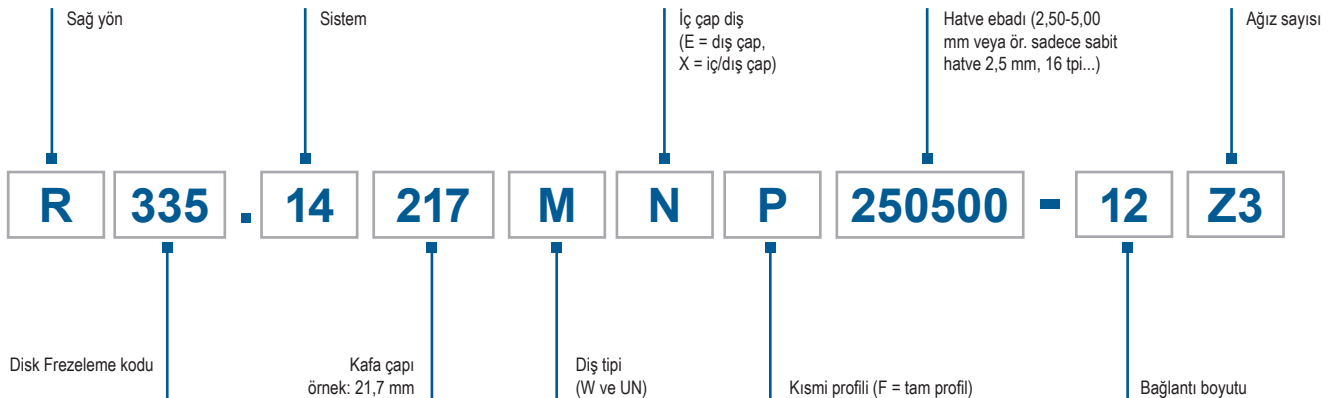 Sağ yön
Sistem
İç çap diş
(E = dış çap,
X = iç/dış çap)
Hatve ebadı (2,50-5,00
mm veya ör. sadece sabit
hatve 2,5 mm, 16 tpi...)
Ağız sayısı
R 335 . 14 217 M N P 250500 - 12 Z3
Disk Frezeleme kodu
Kafa çapı
örnek: 21,7 mm
Diş tipi
(W ve UN)
Kısmi profili (F = tam profil)
Bağlantı boyutu